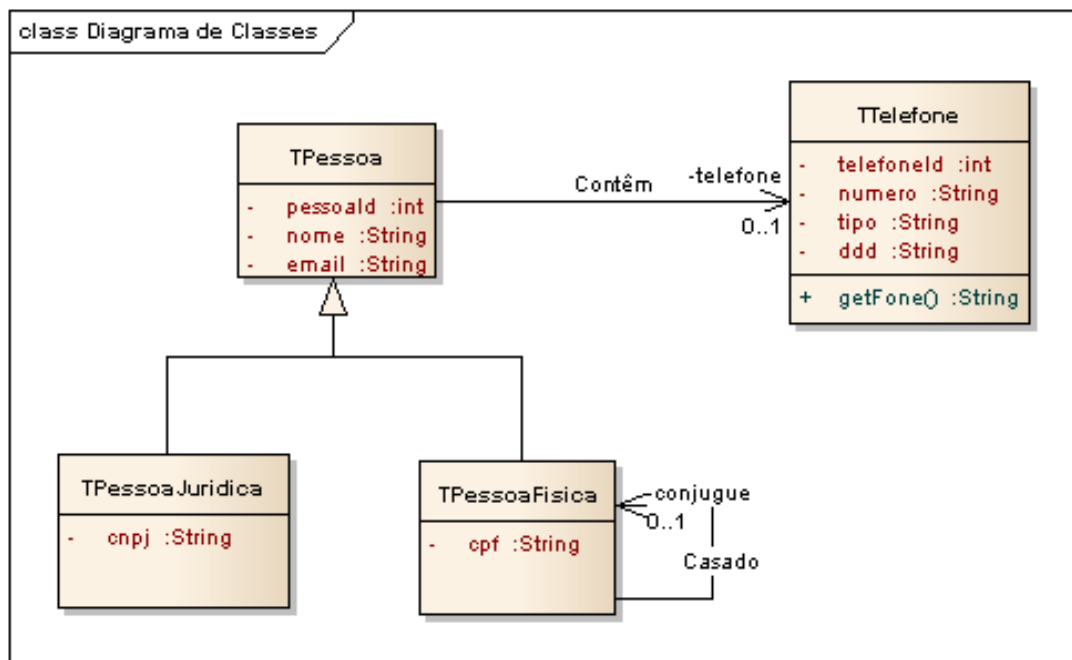 class Diagrama de Classes
TPessoa
- pessoaId :int
- nome :String
- email :String
Contêm
-telefone
0..1
TTelefone
- telefoneId :int
- numero :String
- tipo :String
- ddd :String
+ getFone() :String
TPessoaJuridica
- cnpj :String
TPessoaFisica
- cpf :String
conjugue
0..1
Casado